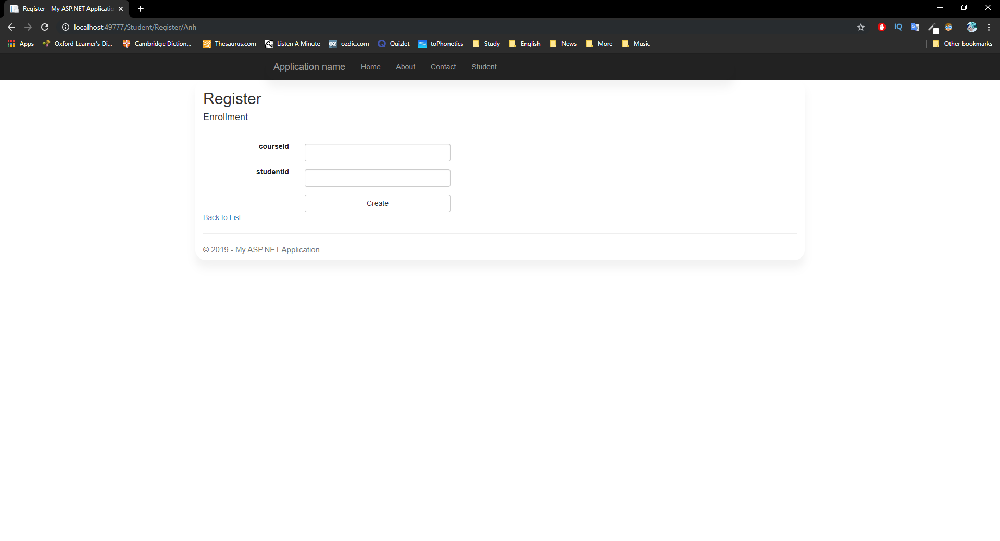 Register - My ASP.NET Applicatio
localhost:49777/Student/Register/Anh
IQ
Apps Oxford Learner's Di... Cambridge Diction... Thesaurus.com Listen A Minute oz ozdic.com Quizlet toPhonetics Study English News More Music Other bookmarks
Application name Home About Contact Student
Register
Enrollment
courseId
studentId
Create
Back to List
© 2019 - My ASP.NET Application